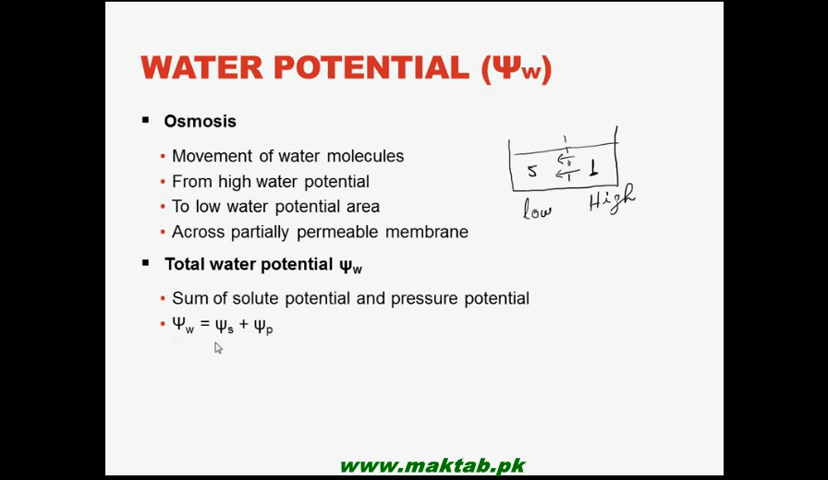 WATER POTENTIAL (Ψw)
▪ Osmosis
• Movement of water molecules
• From high water potential
• To low water potential area
• Across partially permeable membrane
5 1
low High
▪ Total water potential ψw
• Sum of solute potential and pressure potential
• Ψw = ψs + ψp
www.maktab.pk